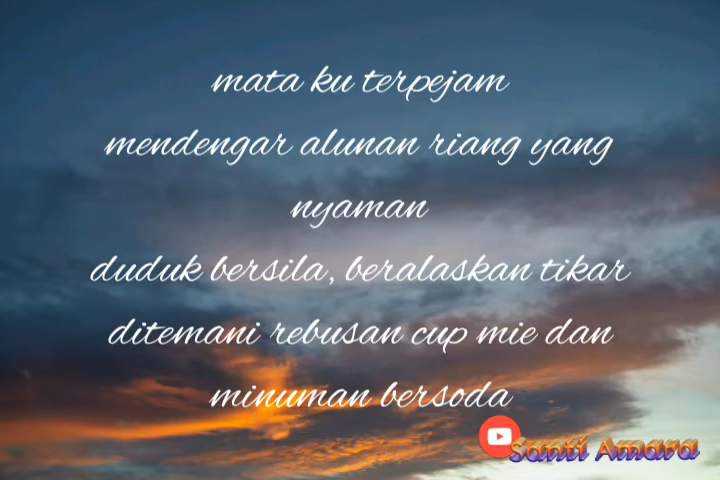 mata ku terpejam
mendengar alunan riang yang
nyaman
duduk bersila, beralaskan tikar
ditemani rebusan cup mie dan
minuman bersoda
Santi Amara